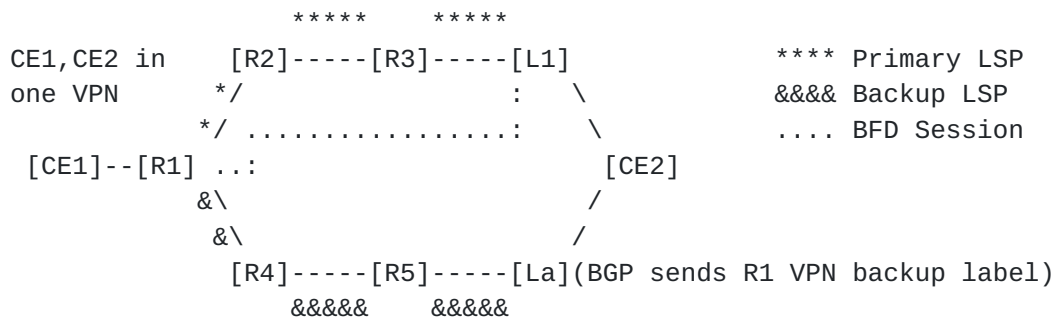 *****    *****
CE1,CE2 in    [R2]-----[R3]-----[L1]             **** Primary LSP
one VPN      */                 :   \            &&&& Backup LSP
            */ .................:    \           .... BFD Session
 [CE1]--[R1] ..:                      [CE2]
            &\                       /
             &\                     /
              [R4]-----[R5]-----[La](BGP sends R1 VPN backup label)
                  &&&&&    &&&&&